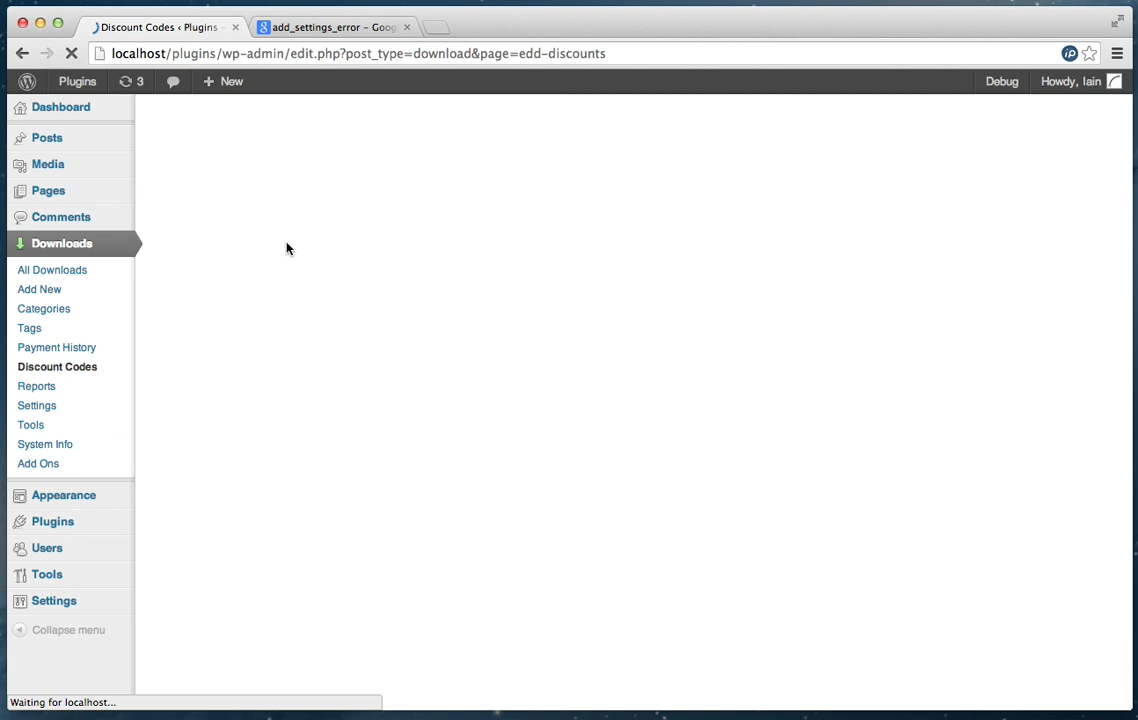 Discount Codes ‹ Plugins
add_settings_error - Goog
localhost/plugins/wp-admin/edit.php?post_type=download&page=edd-discounts
Plugins 3 + New Debug Howdy, Iain
Dashboard
Posts
Media
Pages
Comments
Downloads
All Downloads
Add New
Categories
Tags
Payment History
Discount Codes
Reports
Settings
Tools
System Info
Add Ons
Appearance
Plugins
Users
Tools
Settings
Collapse menu
Waiting for localhost...